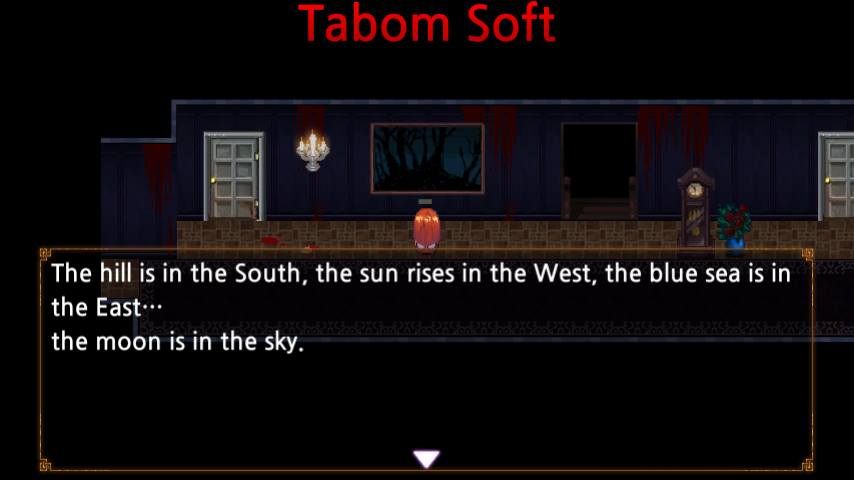 Tabom Soft
The hill is in the South, the sun rises in the West, the blue sea is in
the East…
the moon is in the sky.